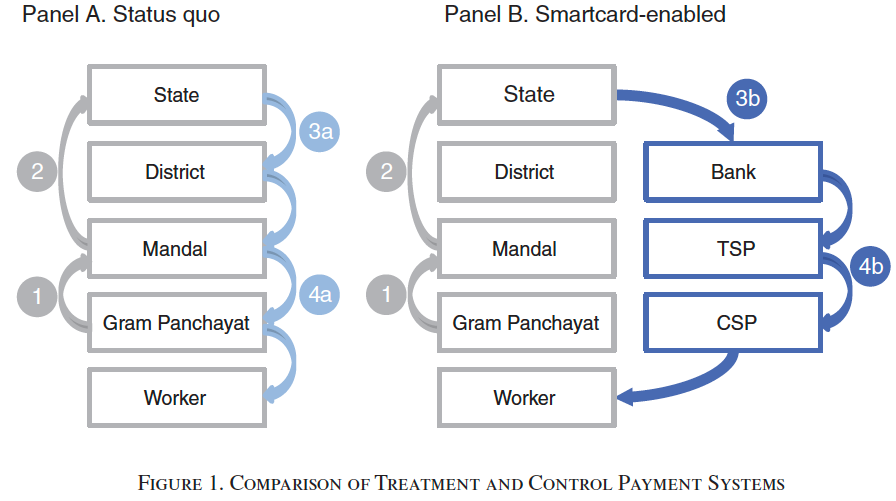 Panel A. Status quo
Panel B. Smartcard-enabled
State
3a
2
District
Mandal
1
4a
Gram Panchayat
Worker
State
3b
2
District
Bank
Mandal
TSP
4b
1
Gram Panchayat
CSP
Worker
FIGURE 1. COMPARISON OF TREATMENT AND CONTROL PAYMENT SYSTEMS